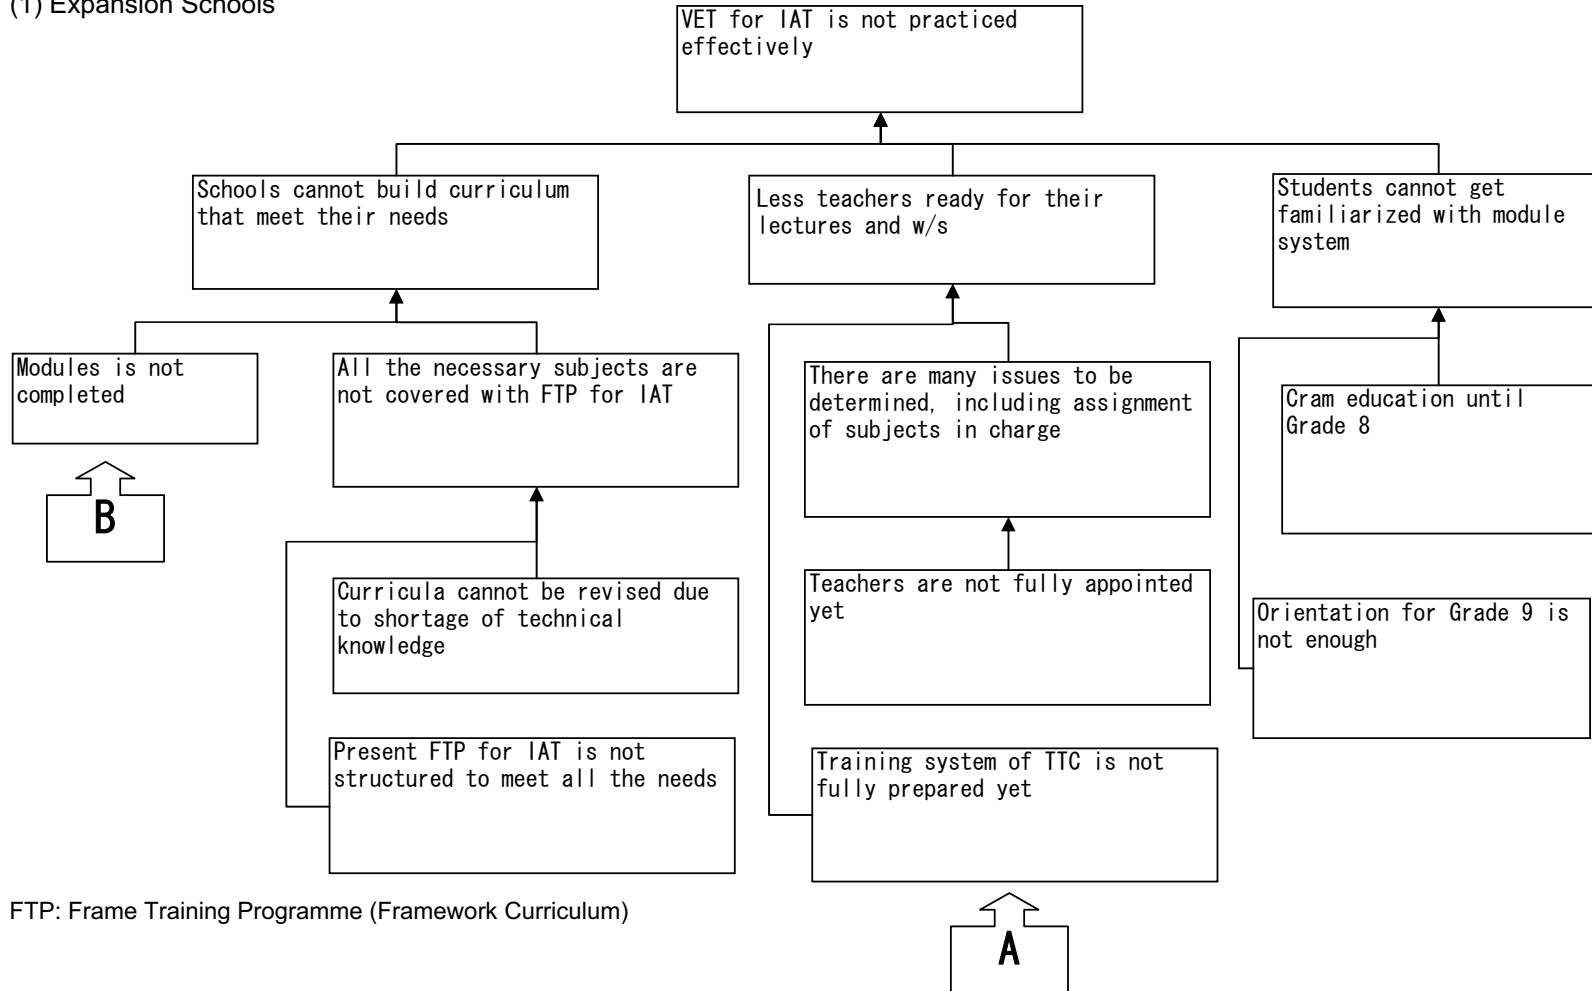 (1) Expansion Schools
VET for IAT is not practiced
effectively
Schools cannot build curriculum
that meet their needs
Less teachers ready for their
lectures and w/s
Students cannot get
familiarized with module
system
Modules is not
completed
All the necessary subjects are
not covered with FTP for IAT
There are many issues to be
determined, including assignment
of subjects in charge
Cram education until
Grade 8
B
Curricula cannot be revised due
to shortage of technical
knowledge
Teachers are not fully appointed
yet
Orientation for Grade 9 is
not enough
Present FTP for IAT is not
structured to meet all the needs
Training system of TTC is not
fully prepared yet
FTP: Frame Training Programme (Framework Curriculum)
A